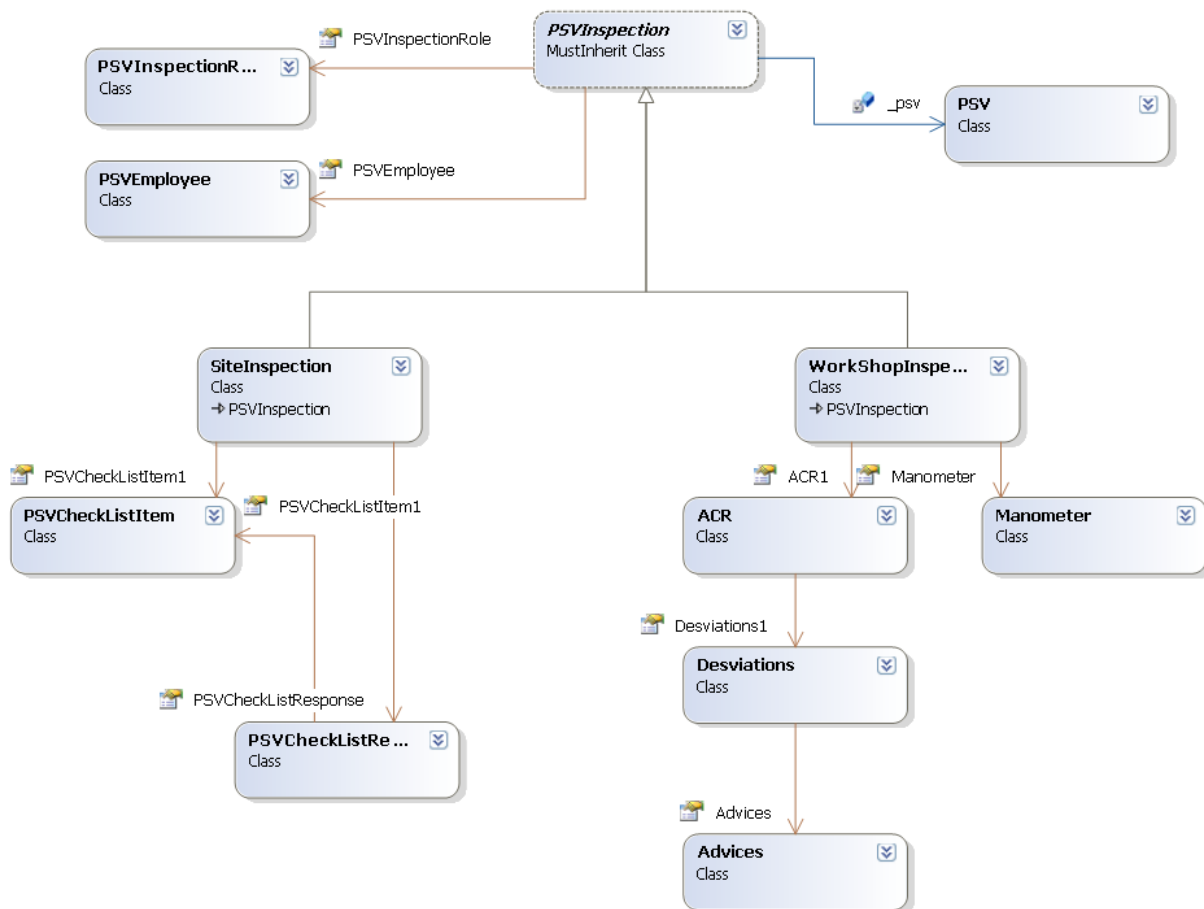 PSVInspection
MustInherit Class
PSVInspectionRole
PSVInspectionR...
Class
_psv
PSV
Class
PSVEmployee
PSVEmployee
Class
SiteInspection
Class
PSVInspection
WorkShopInspe...
Class
PSVInspection
PSVCheckListItem1
PSVCheckListItem
Class
PSVCheckListItem1
ACR1
Manometer
ACR
Class
Manometer
Class
Desviations1
Desviations
Class
PSVCheckListResponse
PSVCheckListRe...
Class
Advices
Advices
Class